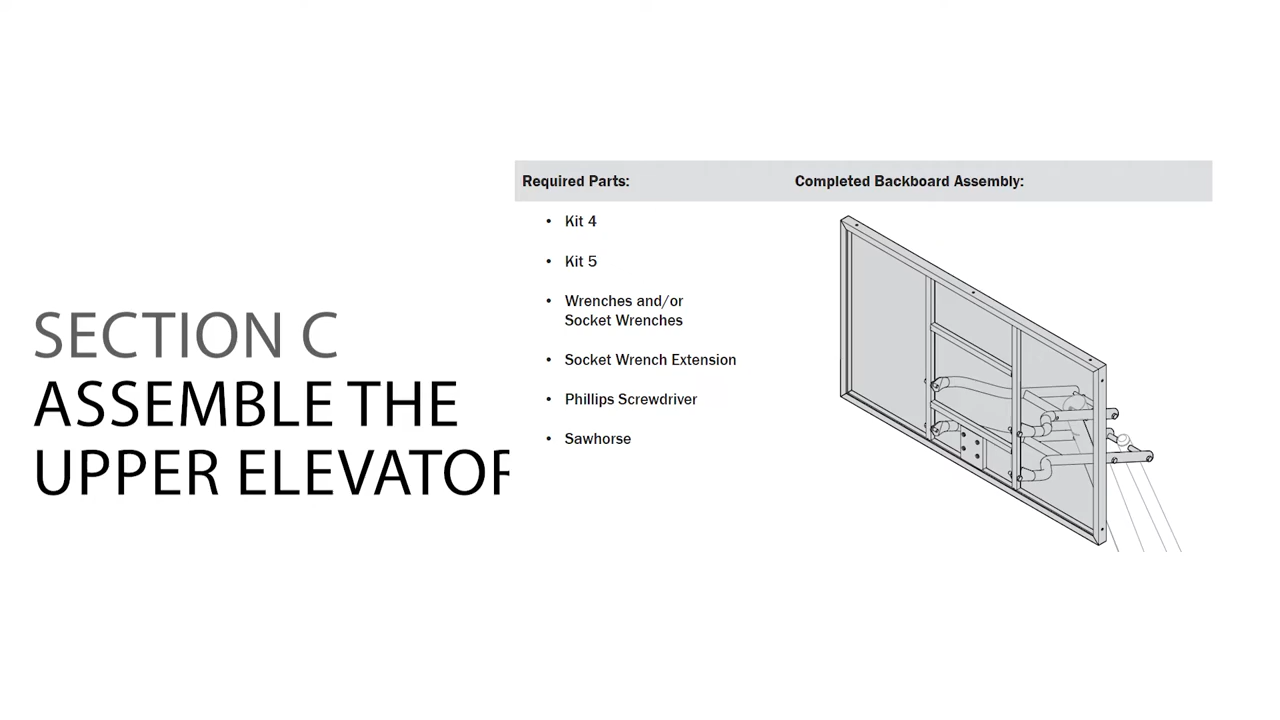 SECTION C
ASSEMBLE THE
UPPER ELEVATOR
Required Parts:
Completed Backboard Assembly:
• Kit 4
• Kit 5
• Wrenches and/or
Socket Wrenches
• Socket Wrench Extension
• Phillips Screwdriver
• Sawhorse